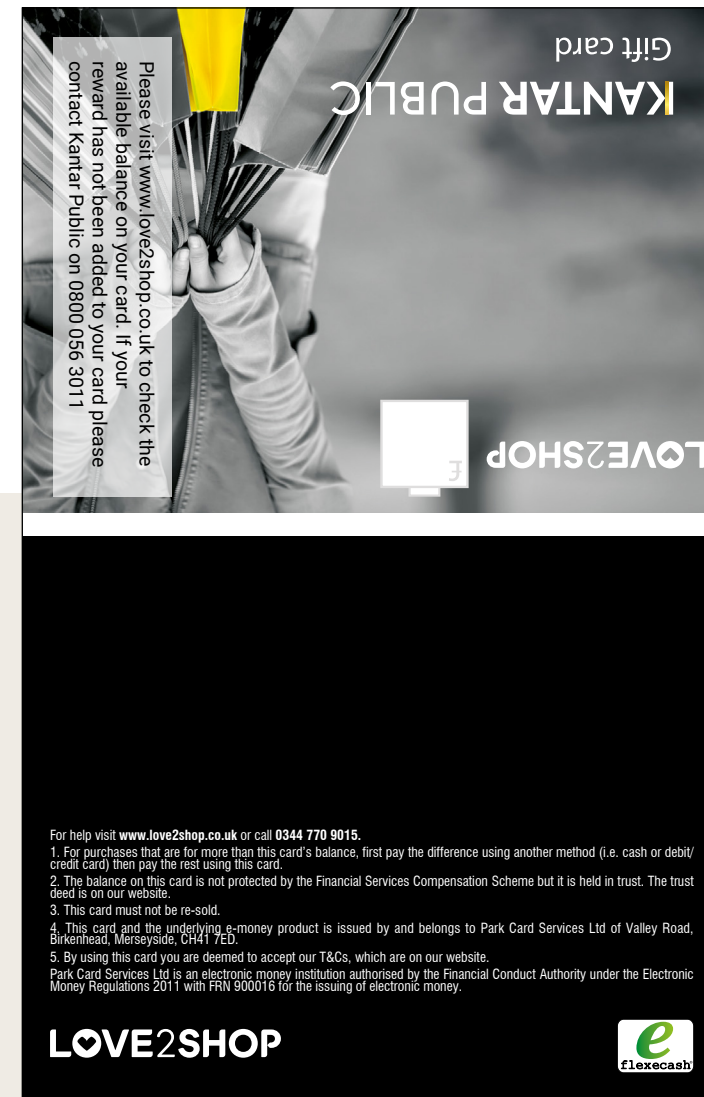 Gift card
KANTAR PUBLIC
Please visit www.love2shop.co.uk to check the
available balance on your card. If your
reward has not been added to your card please
contact Kantar Public on 0800 056 3011
£
LOVE2SHOP
For help visit www.love2shop.co.uk or call 0344 770 9015.
1. For purchases that are for more than this card's balance, first pay the difference using another method (i.e. cash or debit/
credit card) then pay the rest using this card.
2. The balance on this card is not protected by the Financial Services Compensation Scheme but it is held in trust. The trust
deed is on our website.
3. This card must not be re-sold.
4. This card and the underlying e-money product is issued by and belongs to Park Card Services Ltd of Valley Road,
Birkenhead, Merseyside, CH41 7ED.
5. By using this card you are deemed to accept our T&Cs, which are on our website.
Park Card Services Ltd is an electronic money institution authorised by the Financial Conduct Authority under the Electronic
Money Regulations 2011 with FRN 900016 for the issuing of electronic money.
LOVE2SHOP
e
flexecash